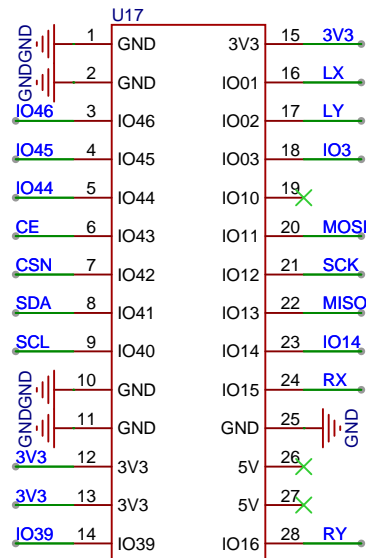 U17
GND 1 GND 3V3 15 3V3
GND 2 GND IO01 16 LX
IO46 3 IO46 IO02 17 LY
IO45 4 IO45 IO03 18 IO3
IO44 5 IO44 IO10 19
CE 6 IO43 IO11 20 MOSI
CSN 7 IO42 IO12 21 SCK
SDA 8 IO41 IO13 22 MISO
SCL 9 IO40 IO14 23 IO14
GND 10 GND IO15 24 RX
GND 11 GND GND 25 GND
3V3 12 3V3 5V 26
3V3 13 3V3 5V 27
IO39 14 IO39 IO16 28 RY